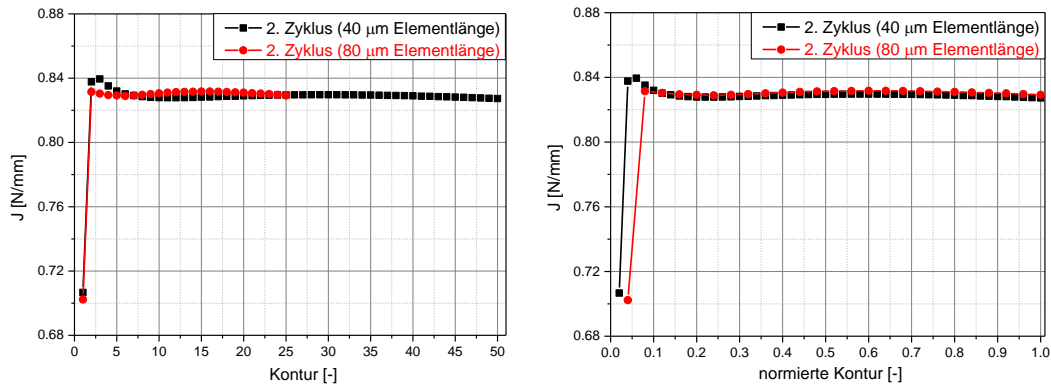 2. Zyklus (40 μm Elementlänge)
2. Zyklus (80 μm Elementlänge)
0.88
0.84
0.80
0.76
0.72
0.68
J [N/mm]
0 5 10 15 20 25 30 35 40 45 50
Kontur [-]
2. Zyklus (40 μm Elementlänge)
2. Zyklus (80 μm Elementlänge)
0.88
0.84
0.80
0.76
0.72
0.68
J [N/mm]
0.0 0.1 0.2 0.3 0.4 0.5 0.6 0.7 0.8 0.9 1.0
normierte Kontur [-]